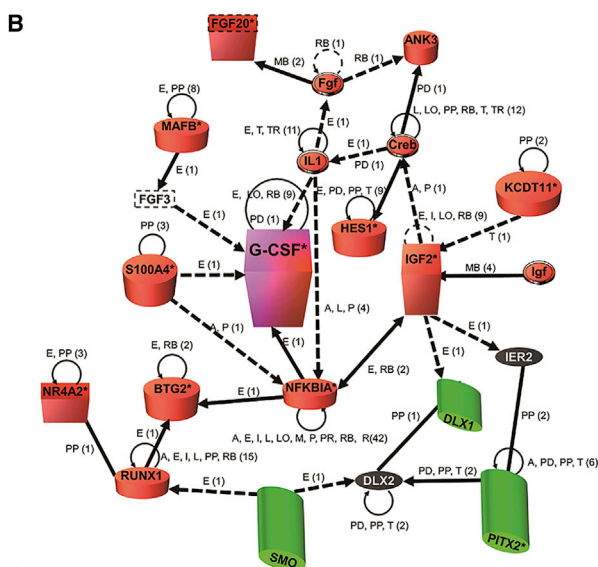 B
FGF20*
RB (1)
ANK3
RB (1)
MB (2)
Fgf
PD (1)
E, PP (8)
L, LO, PP, RB, T, TR (12)
MAFB*
E, T, TR (11)
E (1)
E (1)
Creb
PP (2)
IL1
PD (1)
E (1)
KCDT11*
FGF3
E, LO, RB (9)
E, PD, PP, T (9)
A, P (1)
E (1)
PD (1)
HES1*
E, I, LO, RB (9)
T (1)
PP (3)
G-CSF*
IGF2*
Igf
S100A4*
E (1)
MB (4)
A, L, P (4)
A, P (1)
E (1)
E (1)
E (1)
IER2
E, PP (3)
E, RB (2)
E, RB (2)
NR4A2*
BTG2*
E (1)
NFKBIA*
DLX1
PP (1)
PP (2)
E (1)
A, E, I, L, LO, M, P, PR, RB, R(42)
PP (1)
A, E, I, L, PP, RB (15)
A, PD, PP, T (6)
RUNX1
E (1)
E (1)
DLX2
PD, PP, T (2)
PD, PP, T (2)
PITX2*
SMO